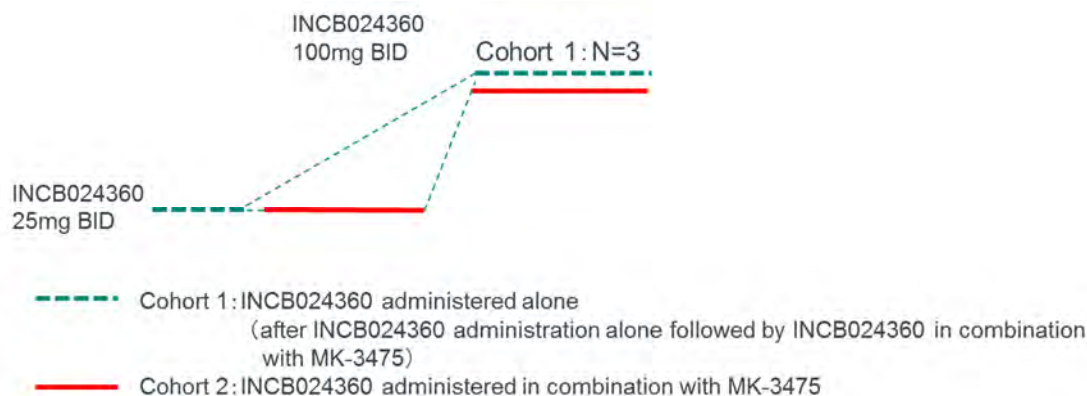 INCB024360
100mg BID
Cohort 1:N=3
INCB024360
25mg BID
Cohort 1:INCB024360 administered alone
(after INCB024360 administration alone followed by INCB024360 in combination
with MK-3475)
Cohort 2:INCB024360 administered in combination with MK-3475